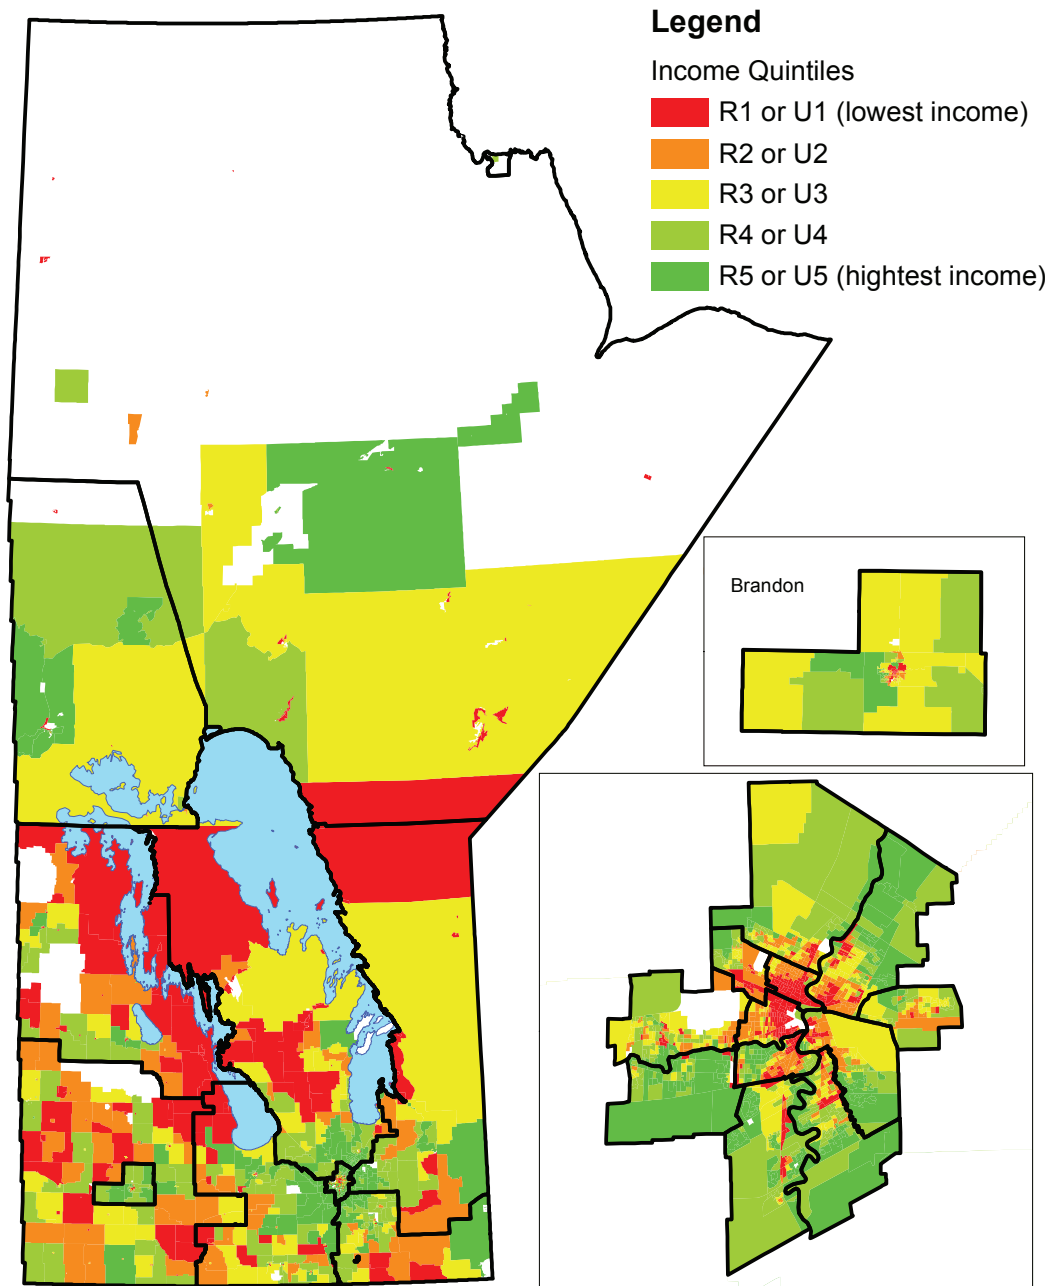 Legend
Income Quintiles
R1 or U1 (lowest income)
R2 or U2
R3 or U3
R4 or U4
R5 or U5 (hightest income)
Brandon